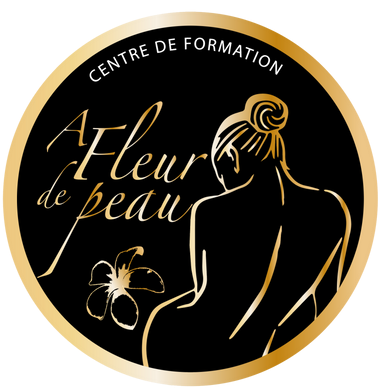 CENTRE DE FORMATION
A Fleur
de peau